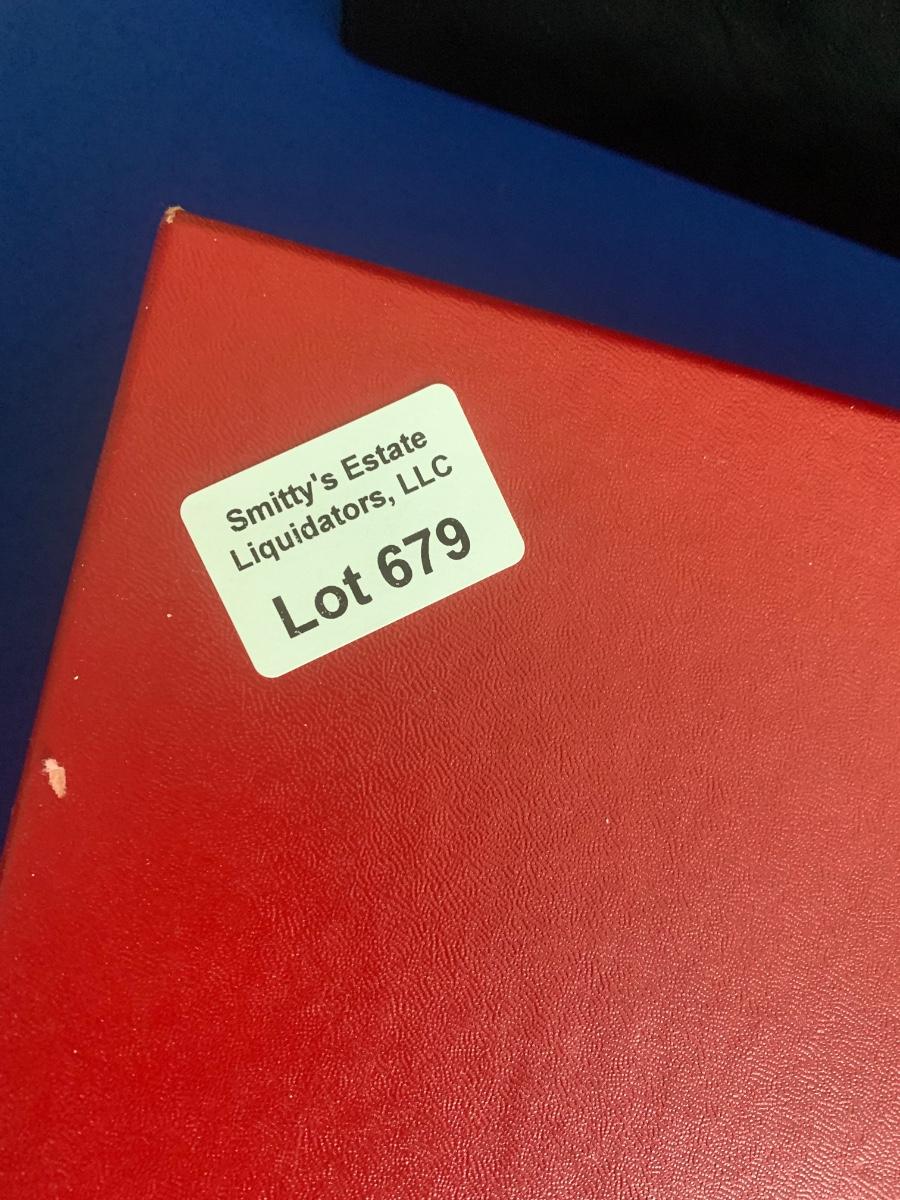 Smitty's Estate
Liquidators, LLC
Lot 679